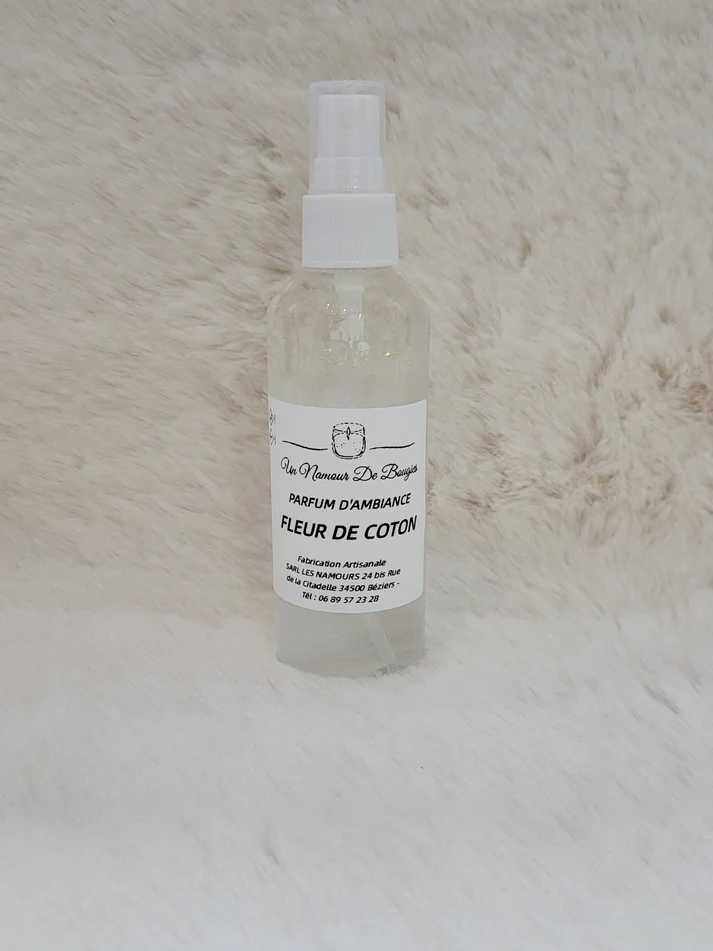 Un Namour De Bougies
PARFUM D'AMBIANCE
FLEUR DE COTON
Fabrication Artisanale
SARL LES NAMOURS 24 bis Rue
de la Citadelle 34500 Béziers -
Tél : 06 89 57 23 28